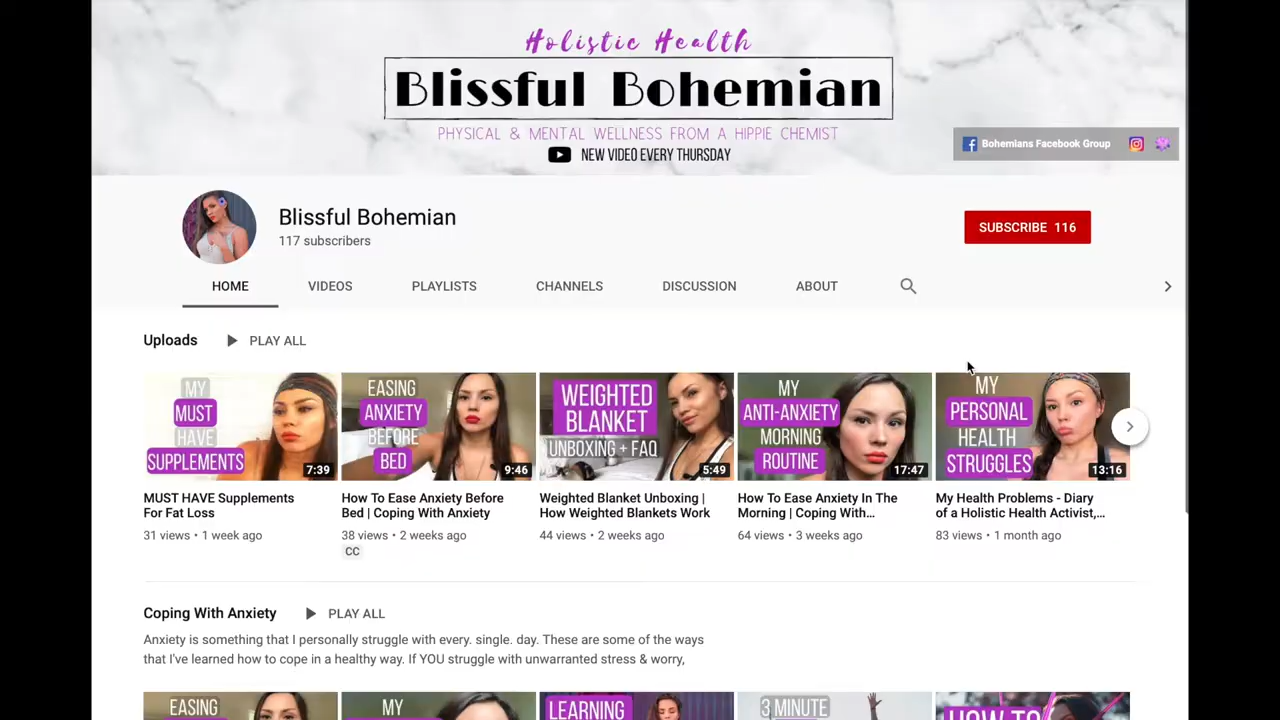 Holistic Health
Blissful Bohemian
PHYSICAL & MENTAL WELLNESS FROM A HIPPIE CHEMIST
NEW VIDEO EVERY THURSDAY
Bohemians Facebook Group
Blissful Bohemian
117 subscribers
SUBSCRIBE 116
HOME VIDEOS PLAYLISTS CHANNELS DISCUSSION ABOUT
Uploads PLAY ALL
MY
MUST
HAVE
SUPPLEMENTS
7:39
EASING
ANXIETY
BEFORE
BED
9:46
WEIGHTED
BLANKET
UNBOXING + FAQ
5:49
MY
ANTI-ANXIETY
MORNING
ROUTINE
17:47
MY
PERSONAL
HEALTH
STRUGGLES
13:16
MUST HAVE Supplements
For Fat Loss
31 views • 1 week ago
How To Ease Anxiety Before
Bed | Coping With Anxiety
38 views • 2 weeks ago
CC
Weighted Blanket Unboxing |
How Weighted Blankets Work
44 views • 2 weeks ago
How To Ease Anxiety In The
Morning | Coping With...
64 views • 3 weeks ago
My Health Problems - Diary
of a Holistic Health Activist,...
83 views • 1 month ago
Coping With Anxiety PLAY ALL
Anxiety is something that I personally struggle with every. single. day. These are some of the ways
that I've learned how to cope in a healthy way. If YOU struggle with unwarranted stress & worry,
EASING
MY
LEARNING
3 MINUTE
HOW TO